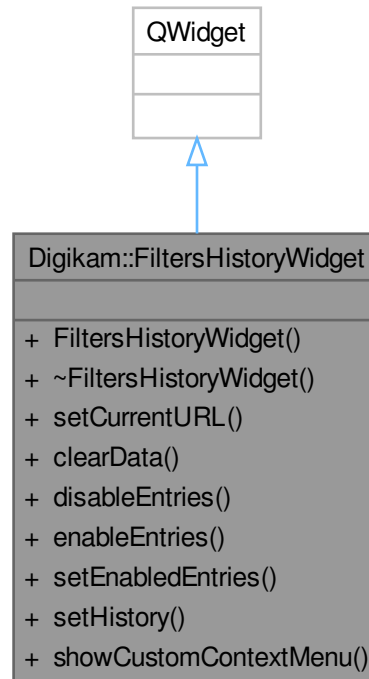 QWidget
Digikam::FiltersHistoryWidget
+ FiltersHistoryWidget()
+ ~FiltersHistoryWidget()
+ setCurrentURL()
+ clearData()
+ disableEntries()
+ enableEntries()
+ setEnabledEntries()
+ setHistory()
+ showCustomContextMenu()